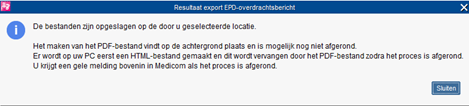 Resultaat export EPD-overdrachtsbericht
De bestanden zijn opgeslagen op de door u geselecteerde locatie.
Het maken van het PDF-bestand vindt op de achtergrond plaats en is mogelijk nog niet afgerond.
Er wordt op uw PC eerst een HTML-bestand gemaakt en dit wordt vervangen door het PDF-bestand zodra het proces is afgerond.
U krijgt een gele melding bovenin in Medicom als het proces is afgerond.
Sluiten